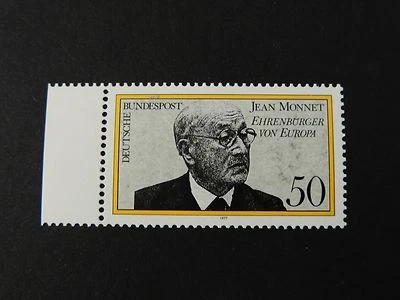 DEUTSCHE BUNDESPOST
JEAN MONNET
EHRENBÜRGER
VON EUROPA
50
1977